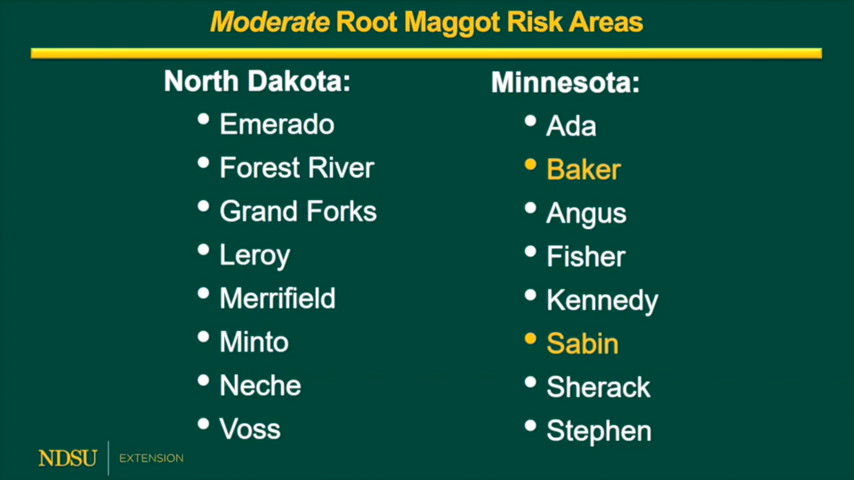 Moderate Root Maggot Risk Areas
North Dakota:
• Emerado
• Forest River
• Grand Forks
• Leroy
• Merrifield
• Minto
• Neche
• Voss
Minnesota:
• Ada
• Baker
• Angus
• Fisher
• Kennedy
• Sabin
• Sherack
• Stephen
NDSU EXTENSION